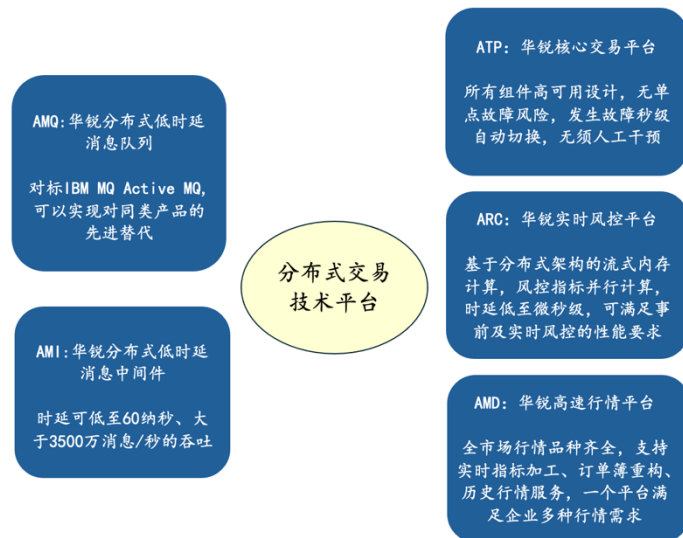 AMQ:华锐分布式低时延
消息队列
对标IBM MQ Active MQ,
可以实现对同类产品的
先进替代
AMI:华锐分布式低时延
消息中间件
时延可低至60纳秒、大
于3500万消息/秒的吞吐
分布式交易
技术平台
ATP: 华锐核心交易平台
所有组件高可用设计，无单
点故障风险，发生故障秒级
自动切换，无须人工干预
ARC: 华锐实时风控平台
基于分布式架构的流式内存
计算，风控指标并行计算，
时延低至微秒级，可满足事
前及实时风控的性能要求
AMD: 华锐高速行情平台
全市场行情品种齐全，支持
实时指标加工、订单簿重构、
历史行情服务，一个平台满
足企业多种行情需求